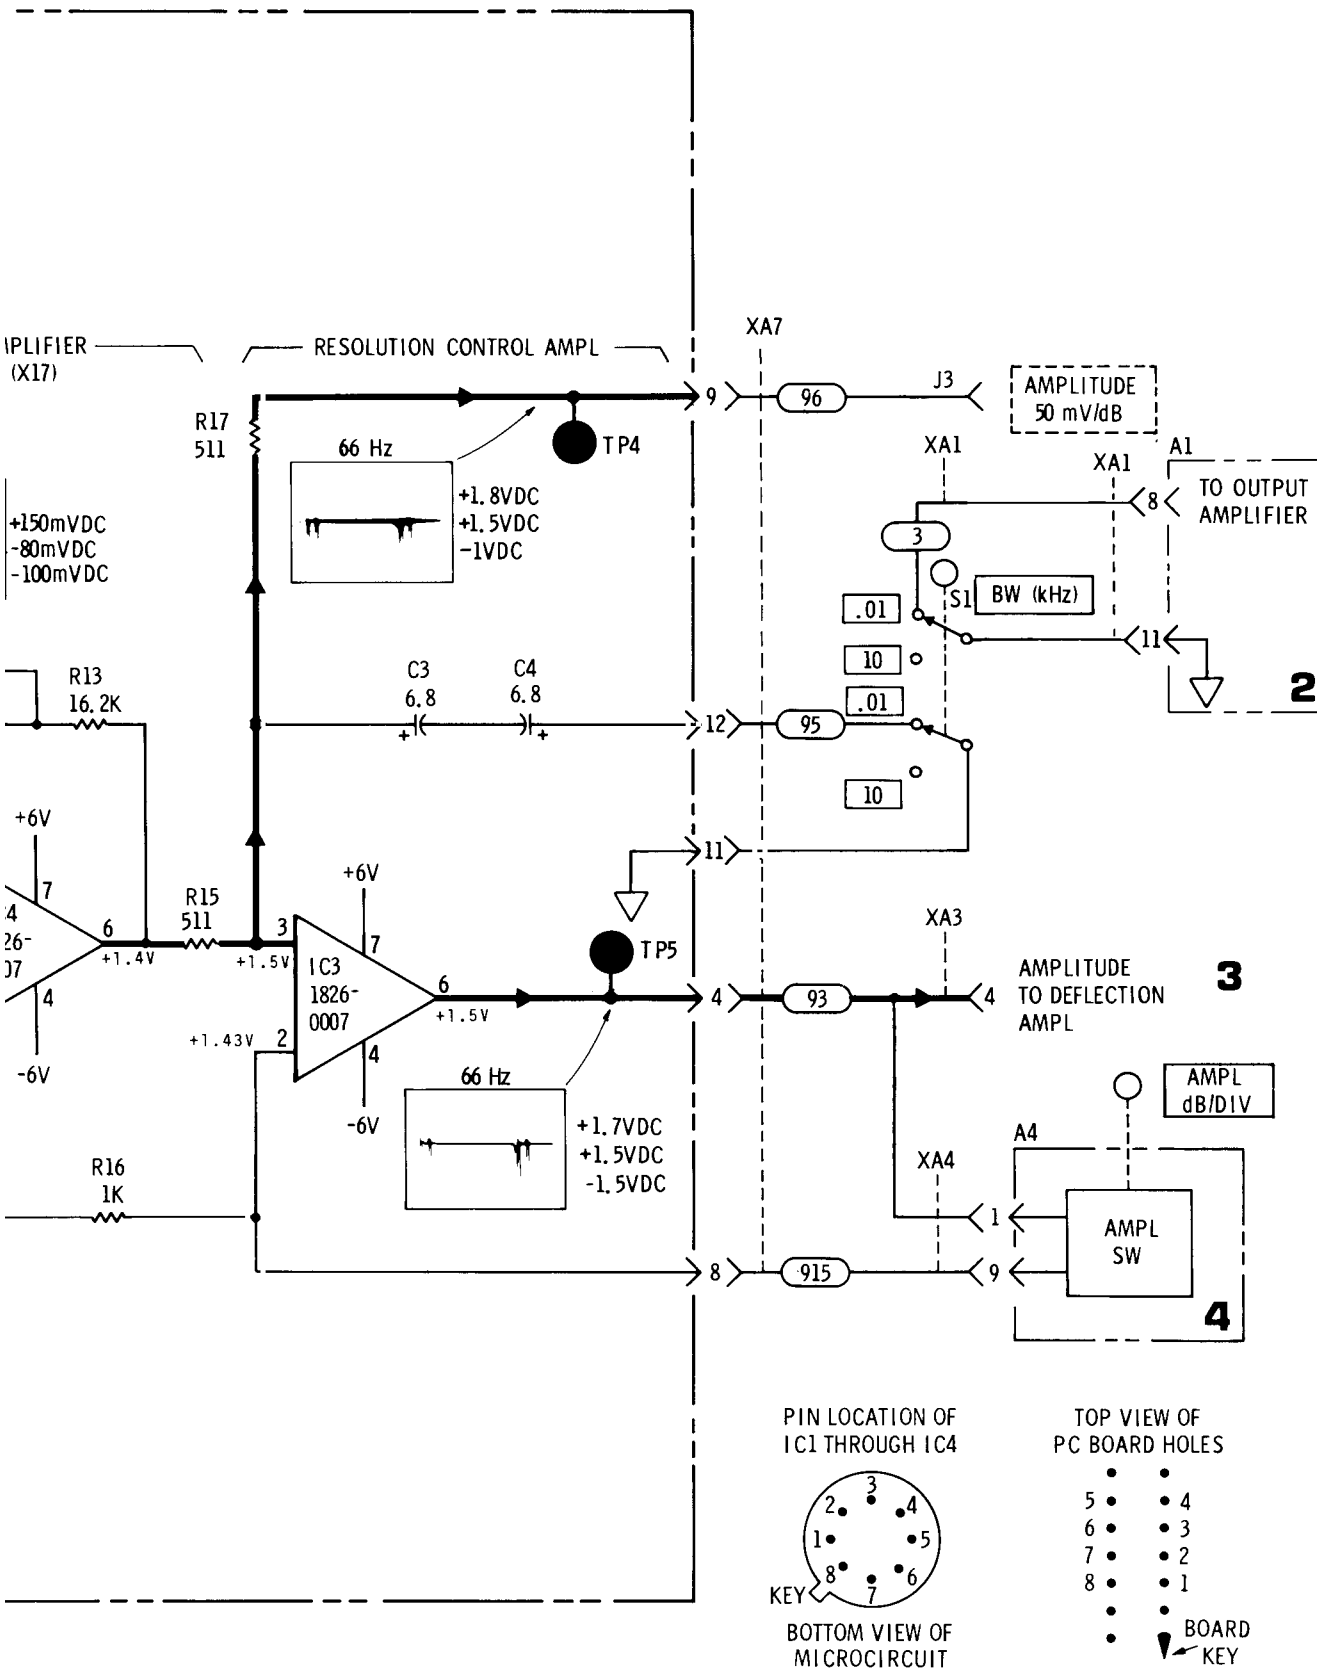 XA7
IPLIFIER
(X17)
RESOLUTION CONTROL AMPL
R17
511
9
96
J3
AMPLITUDE
50 mV/dB
66 Hz
TP4
+1.8VDC
+1.5VDC
-1VDC
+150mVDC
-80mVDC
-100mVDC
XA1
XA1
A1
8
TO OUTPUT
AMPLIFIER
3
S1
BW (kHz)
.01
10
11
2
.01
R13
16.2K
C3
6.8
+
C4
6.8
+
12
95
10
11
+6V
7
4
26-
07
6
+1.4V
4
-6V
R15
511
3
+1.5V
+6V
7
IC3
1826-
0007
6
+1.5V
+1.43V
2
4
-6V
TP5
4
93
XA3
4
AMPLITUDE
TO DEFLECTION
AMPL
3
66 Hz
+1.7VDC
+1.5VDC
-1.5VDC
AMPL
dB/DIV
A4
XA4
R16
1K
1
AMPL
SW
8
915
9
4
PIN LOCATION OF
IC1 THROUGH IC4
3
2
4
1
5
8
6
7
KEY
BOTTOM VIEW OF
MICROCIRCUIT
TOP VIEW OF
PC BOARD HOLES
5
4
6
3
7
2
8
1
BOARD
KEY